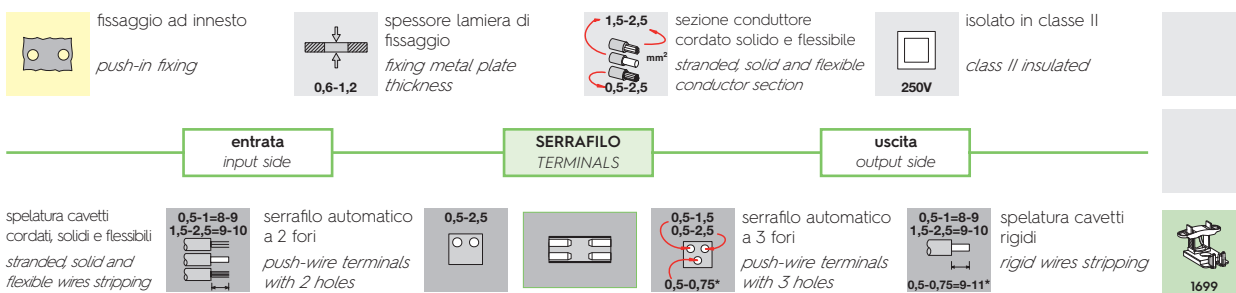 fissaggio ad innesto
push-in fixing
0,6-1,2
spessore lamiera di
fissaggio
fixing metal plate
thickness
1,5-2,5
mm²
0,5-2,5
sezione conduttore
cordato solido e flessibile
stranded, solid and flexible
conductor section
250V
isolato in classe II
class II insulated
entrata
input side
SERRAFILO
TERMINALS
uscita
output side
spelatura cavetti
cordati, solidi e flessibili
stranded, solid and
flexible wires stripping
0,5-1=8-9
1,5-2,5=9-10
serrafilo automatico
a 2 fori
push-wire terminals
with 2 holes
0,5-2,5
0,5-1,5
0,5-2,5
0,5-0,75*
serrafilo automatico
a 3 fori
push-wire terminals
with 3 holes
0,5-1=8-9
1,5-2,5=9-10
0,5-0,75=9-11*
spelatura cavetti
rigidi
rigid wires stripping
1699